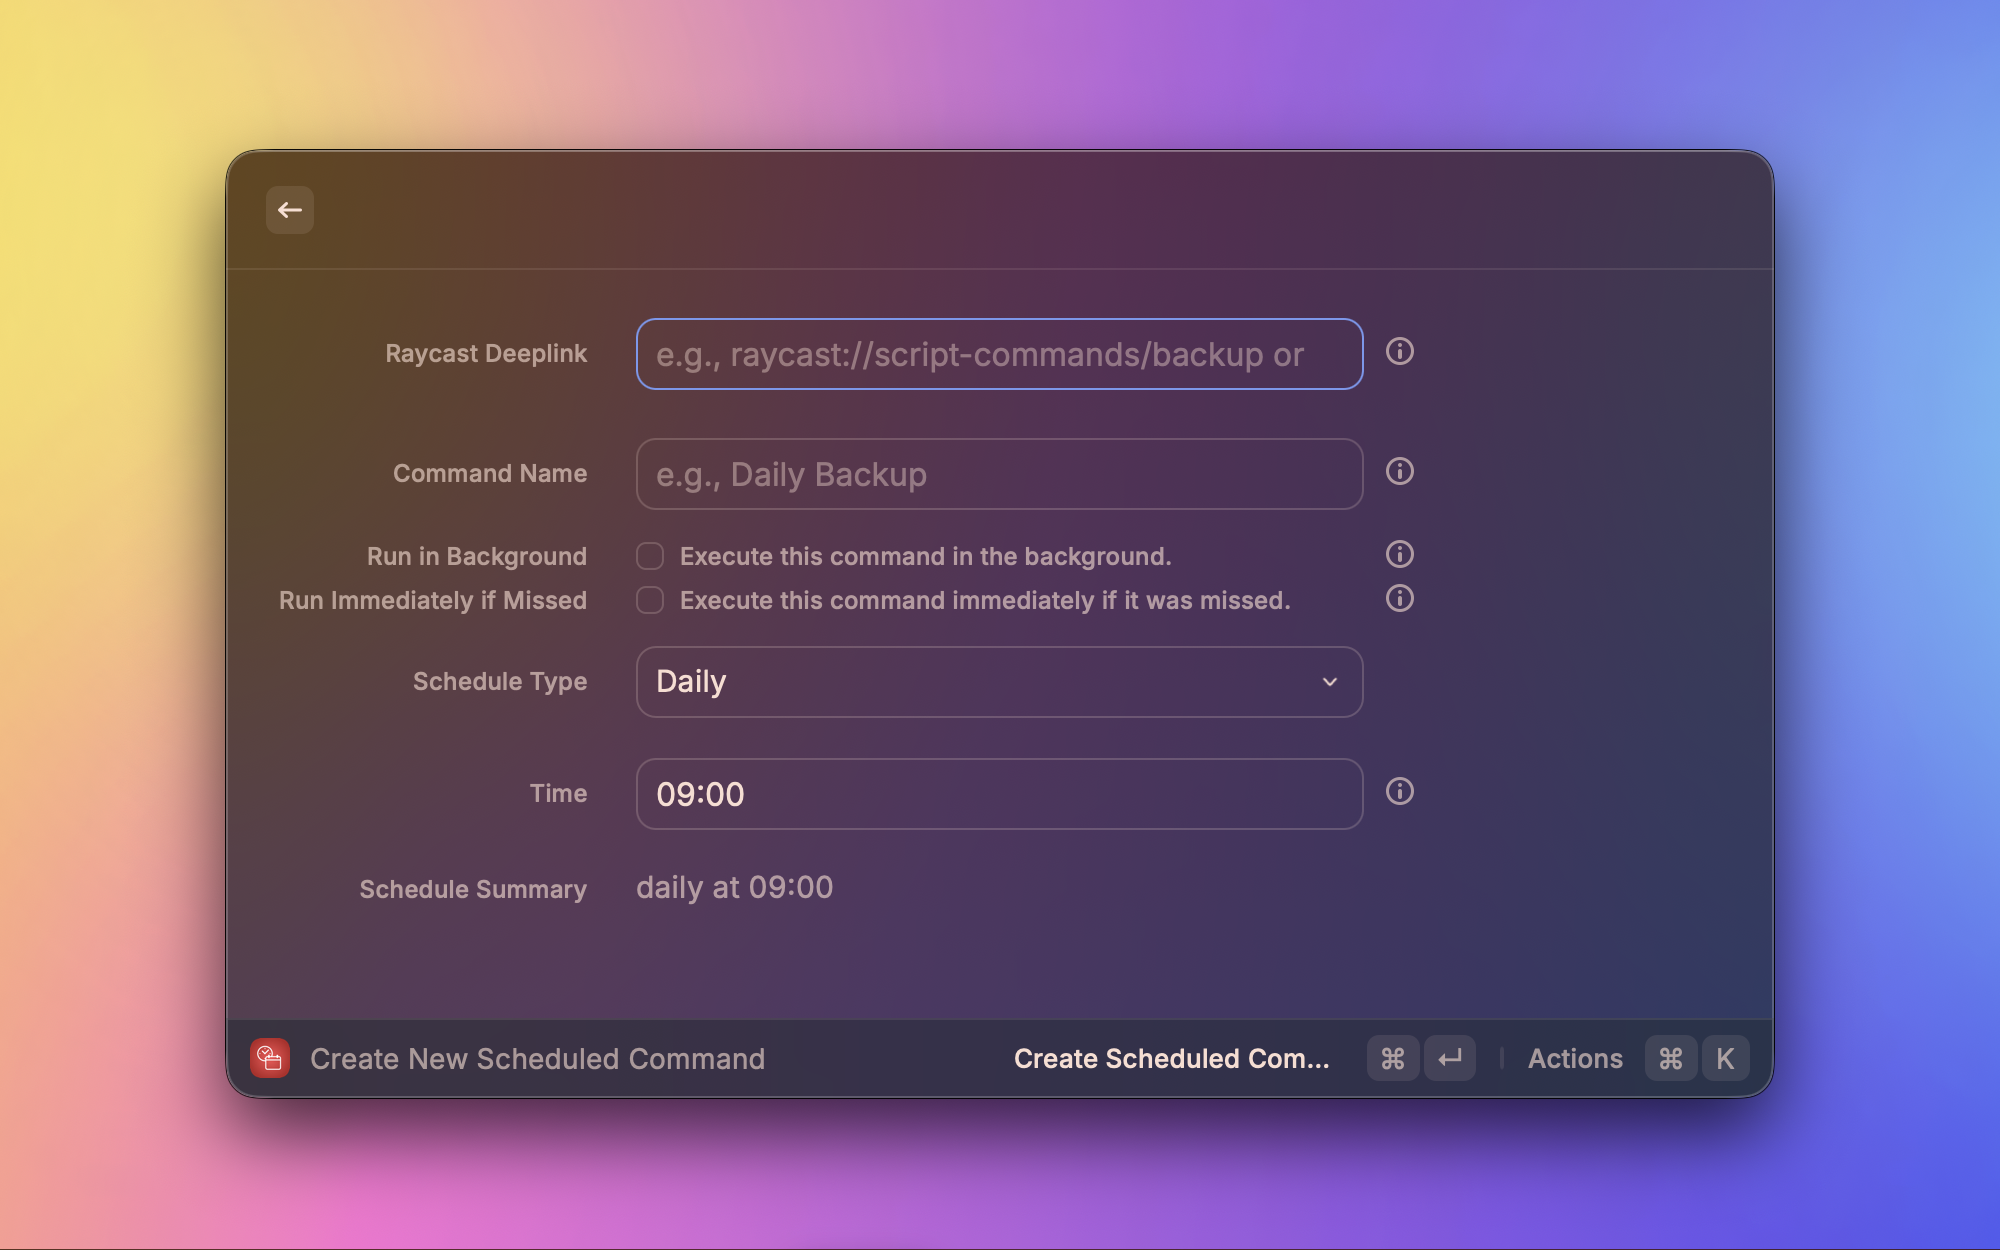 Raycast Deeplink e.g., raycast://script-commands/backup or
Command Name e.g., Daily Backup
Run in Background Execute this command in the background.
Run Immediately if Missed Execute this command immediately if it was missed.
Schedule Type Daily
Time 09:00
Schedule Summary daily at 09:00
Create New Scheduled Command Create Scheduled Com... ⌘ ↵ Actions ⌘ K